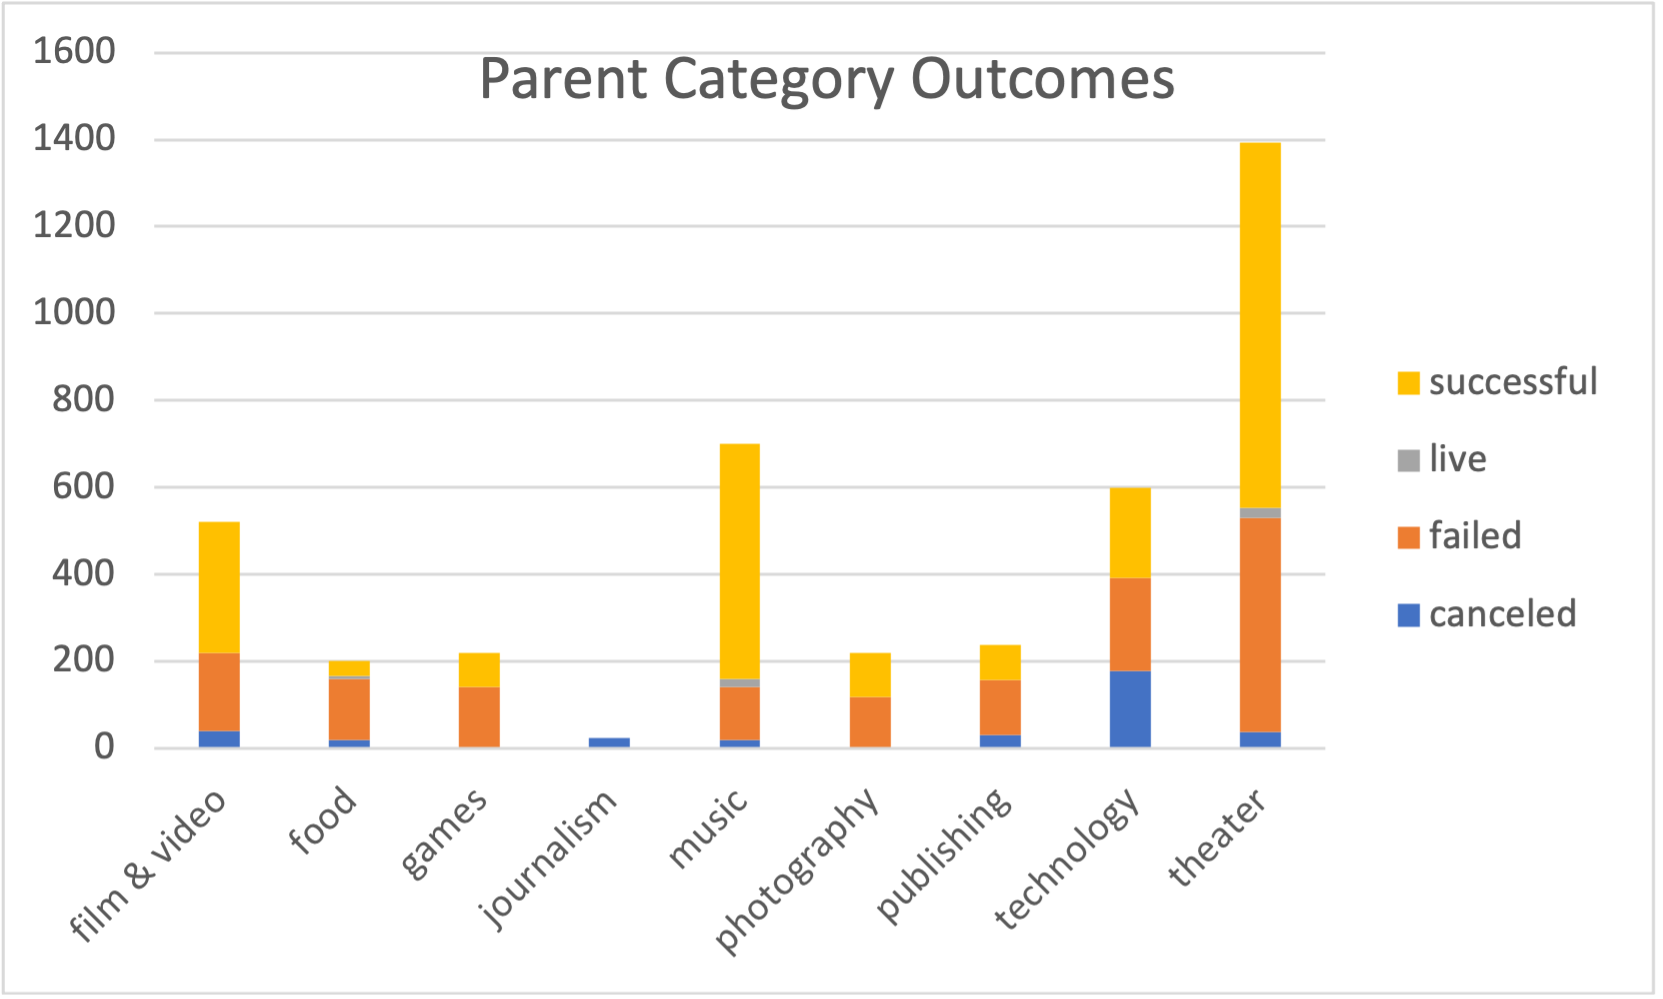 Parent Category Outcomes
1600
1400
1200
1000
800
600
400
200
0
film & video
food
games
journalism
music
photography
publishing
technology
theater
successful
live
failed
canceled